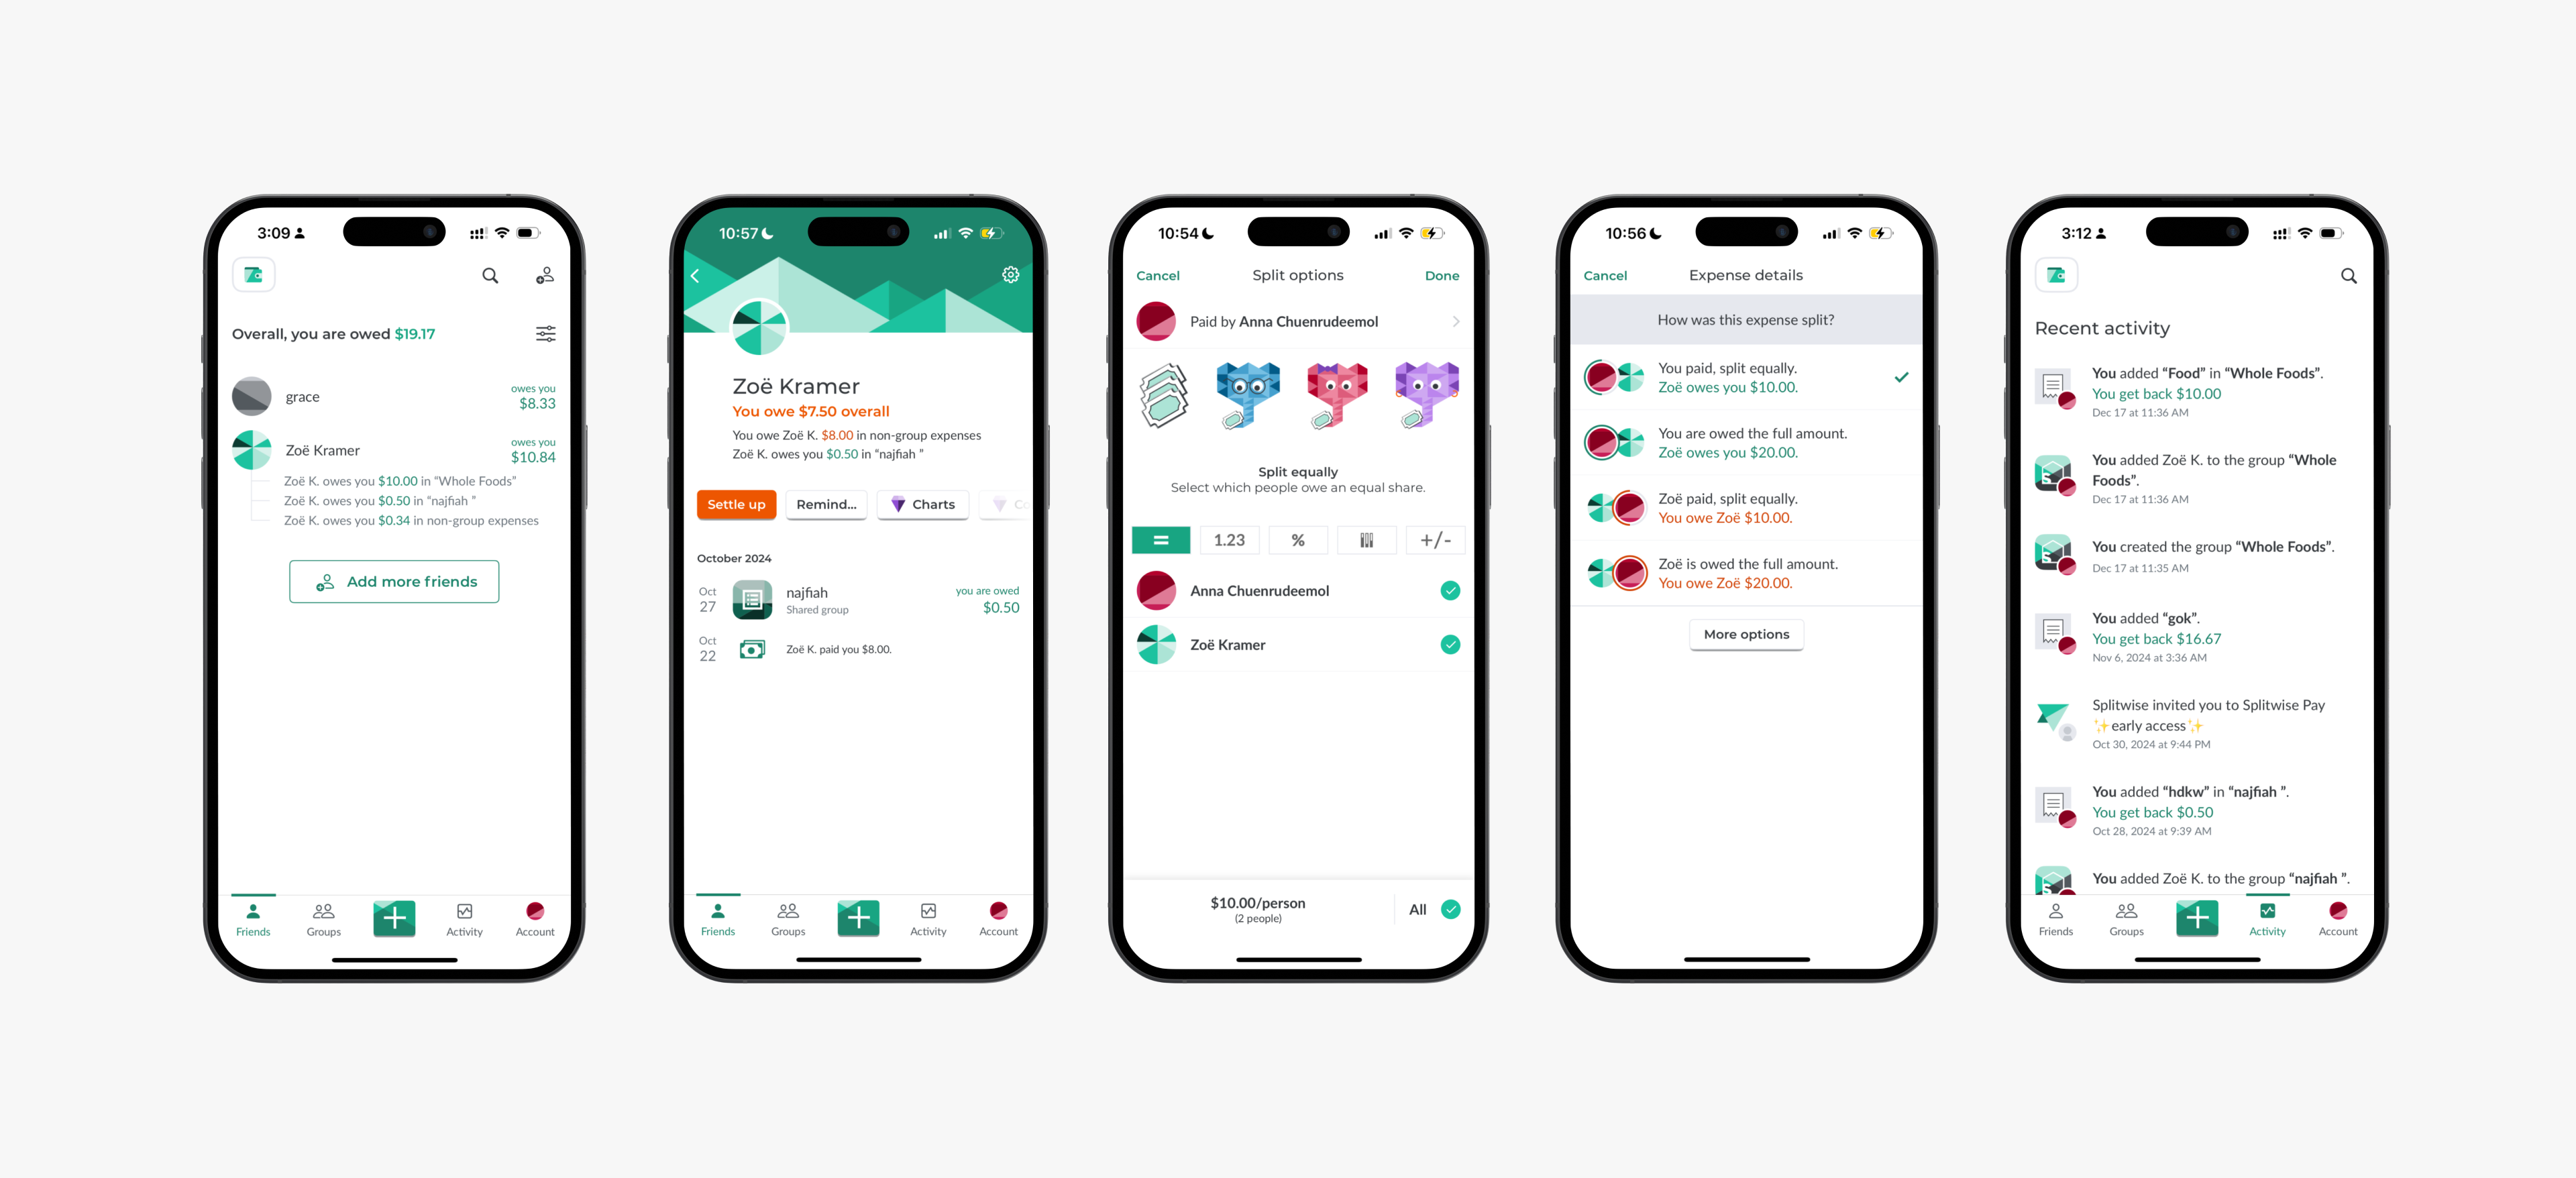 3:09
Overall, you are owed $19.17
grace
owes you
$8.33
Zoë Kramer
owes you
$10.84
Zoë K. owes you $10.00 in “Whole Foods”
Zoë K. owes you $0.50 in “najfiah ”
Zoë K. owes you $0.34 in non-group expenses
Add more friends
Friends
Groups
Activity
Account
10:57
Zoë Kramer
You owe $7.50 overall
You owe Zoë K. $8.00 in non-group expenses
Zoë K. owes you $0.50 in “najfiah ”
Settle up
Remind...
Charts
Co
October 2024
Oct
27
najfiah
Shared group
you are owed
$0.50
Oct
22
Zoë K. paid you $8.00.
Friends
Groups
Activity
Account
10:54
Cancel
Split options
Done
Paid by Anna Chuenrudeemol
Split equally
Select which people owe an equal share.
=
1.23
%
+/-
Anna Chuenrudeemol
Zoë Kramer
$10.00/person
(2 people)
All
10:56
Cancel
Expense details
How was this expense split?
You paid, split equally.
Zoë owes you $10.00.
You are owed the full amount.
Zoë owes you $20.00.
Zoë paid, split equally.
You owe Zoë $10.00.
Zoë is owed the full amount.
You owe Zoë $20.00.
More options
3:12
Recent activity
You added “Food” in “Whole Foods”.
You get back $10.00
Dec 17 at 11:36 AM
You added Zoë K. to the group “Whole
Foods”.
Dec 17 at 11:36 AM
You created the group “Whole Foods”.
Dec 17 at 11:35 AM
You added “gok”.
You get back $16.67
Nov 6, 2024 at 3:36 AM
Splitwise invited you to Splitwise Pay
✨early access✨
Oct 30, 2024 at 9:44 PM
You added “hdkw” in “najfiah ”.
You get back $0.50
Oct 28, 2024 at 9:39 AM
You added Zoë K. to the group “najfiah ”.
Friends
Groups
Activity
Account